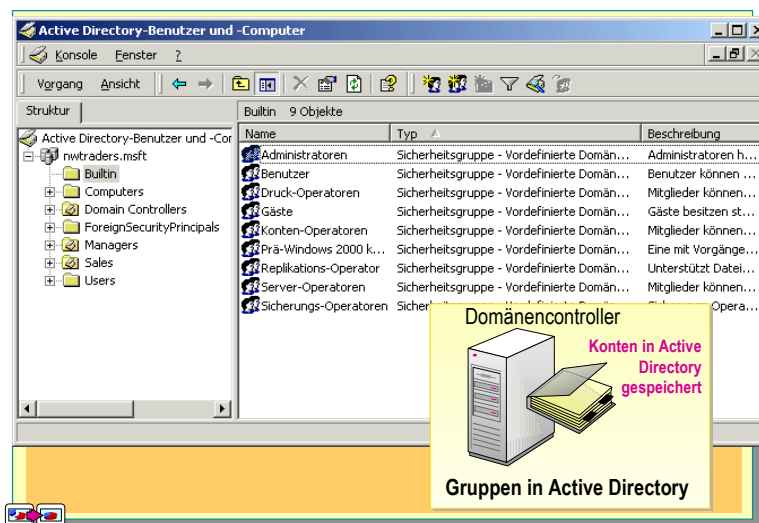 Active Directory-Benutzer und -Computer
Konsole Fenster ?
Vorgang Ansicht
Struktur
Builtin 9 Objekte
Active Directory-Benutzer und -Cor
nwtraders.msft
Builtin
Computers
Domain Controllers
ForeignSecurityPrincipals
Managers
Sales
Users
Name Typ Beschreibung
Administratoren Sicherheitsgruppe - Vordefinierte Domän... Administratoren h...
Benutzer Sicherheitsgruppe - Vordefinierte Domän... Benutzer können ...
Druck-Operatoren Sicherheitsgruppe - Vordefinierte Domän... Mitglieder können...
Gäste Sicherheitsgruppe - Vordefinierte Domän... Gäste besitzen st...
Konten-Operatoren Sicherheitsgruppe - Vordefinierte Domän... Mitglieder können...
Prä-Windows 2000 k... Sicherheitsgruppe - Vordefinierte Domän... Eine mit Vorgänge...
Replikations-Operator Sicherheitsgruppe - Vordefinierte Domän... Unterstützt Datei...
Server-Operatoren Sicherheitsgruppe - Vordefinierte Domän... Mitglieder können...
Sicherungs-Operatoren
Domänencontroller
Konten in Active
Directory
gespeichert
Gruppen in Active Directory